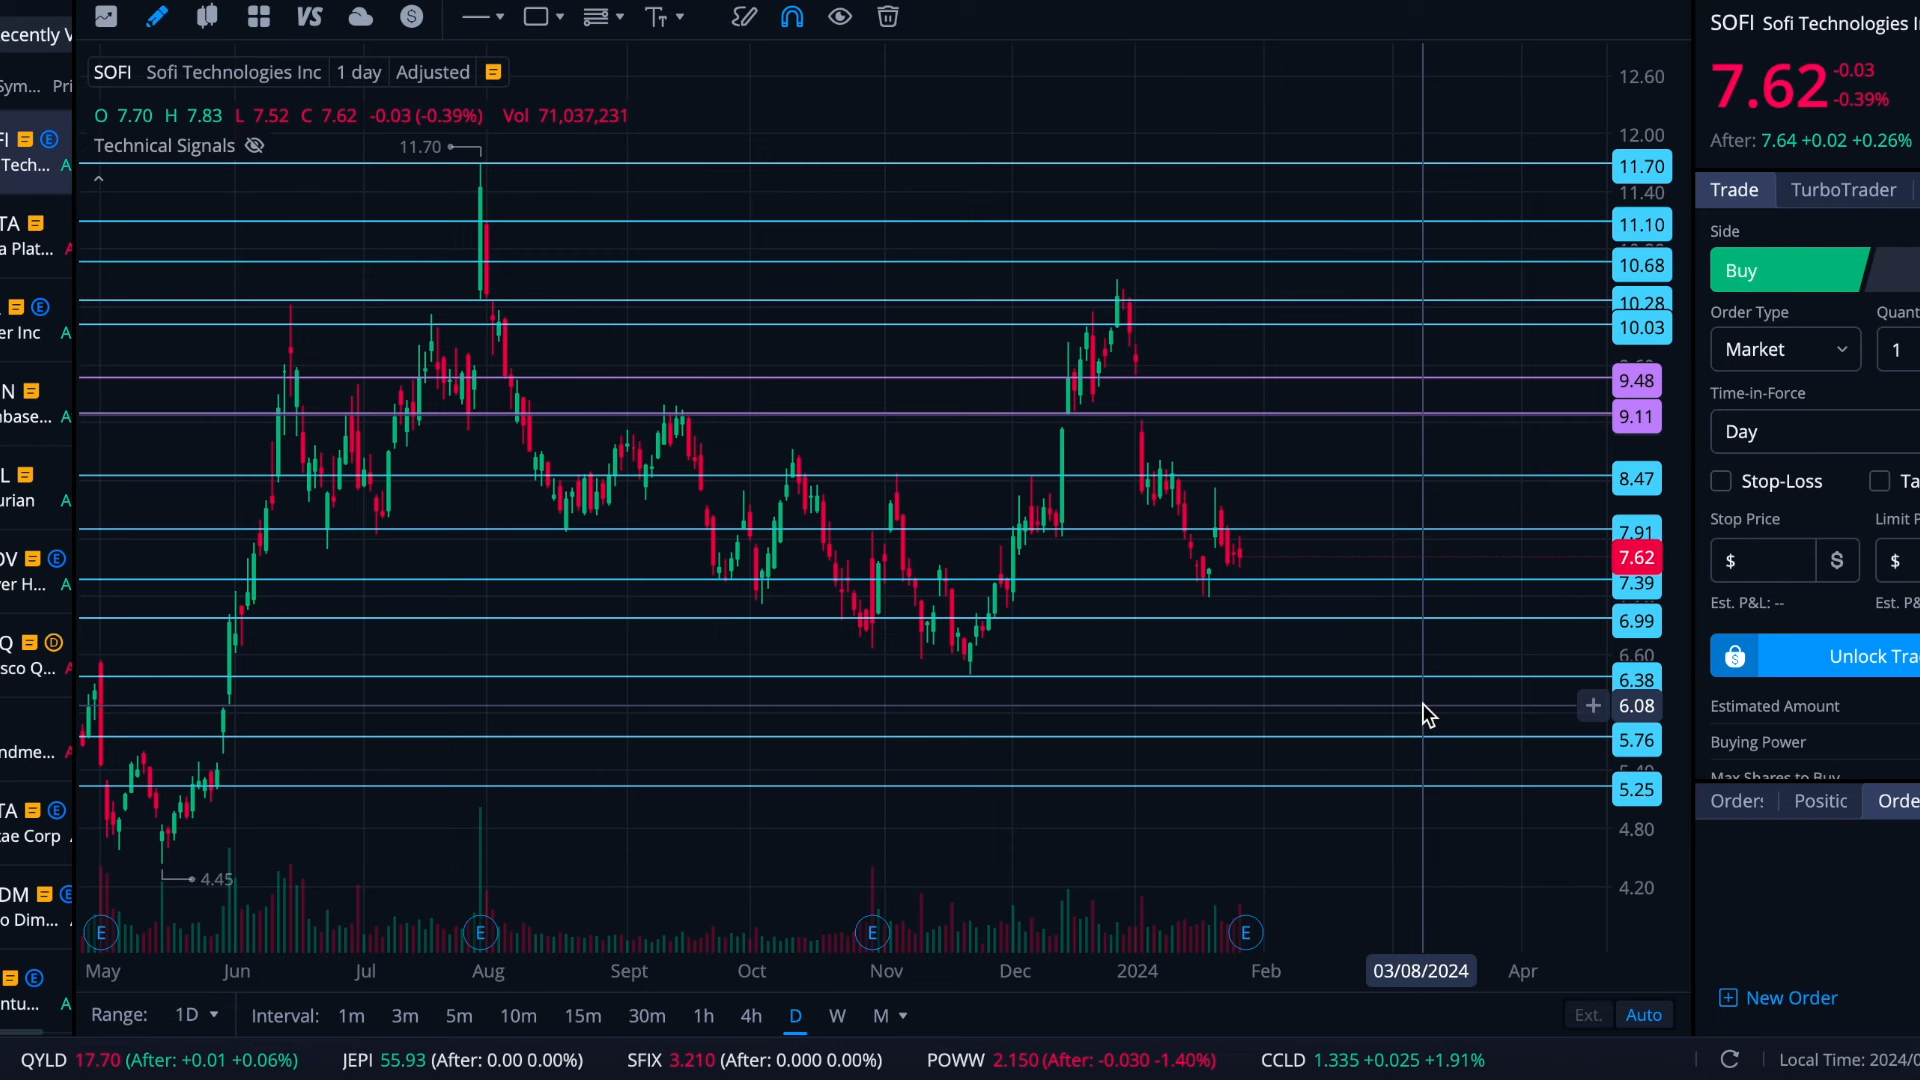 VS
S
T
ecently V
Sym... Pri
FI E
Tech... A
TA
a Plat... A
E
er Inc A
N
nbase... A
L
urian A
OV E
er H... A
Q D
sco Q... A
ndme... A
TA E
tae Corp
DM E
o Dim...
E
ntu... A
SOFI Sofi Technologies Inc 1 day Adjusted
O 7.70 H 7.83 L 7.52 C 7.62 -0.03 (-0.39%) Vol 71,037,231
Technical Signals
11.70
4.45
E E E E
12.60
12.00
11.70
11.40
11.10
10.68
10.28
10.03
9.48
9.11
8.47
7.91
7.62
7.39
6.99
6.60
6.38
6.08
5.76
5.25
4.80
4.20
May Jun Jul Aug Sept Oct Nov Dec 2024 Feb 03/08/2024 Apr
Range: 1D Interval: 1m 3m 5m 10m 15m 30m 1h 4h D W M Ext. Auto
SOFI Sofi Technologies I
7.62 -0.03
-0.39%
After: 7.64 +0.02 +0.26%
Trade TurboTrader
Side
Buy
Order Type Quant
Market 1
Time-in-Force
Day
Stop-Loss Ta
Stop Price Limit P
$ $ $
Est. P&L: -- Est. P&
Unlock Tra
Estimated Amount
Buying Power
Max Shares to Buy
Orders Positic Orde
New Order
QYLD 17.70 (After: +0.01 +0.06%) JEPI 55.93 (After: 0.00 0.00%) SFIX 3.210 (After: 0.000 0.00%) POWW 2.150 (After: -0.030 -1.40%) CCLD 1.335 +0.025 +1.91% Local Time: 2024/0